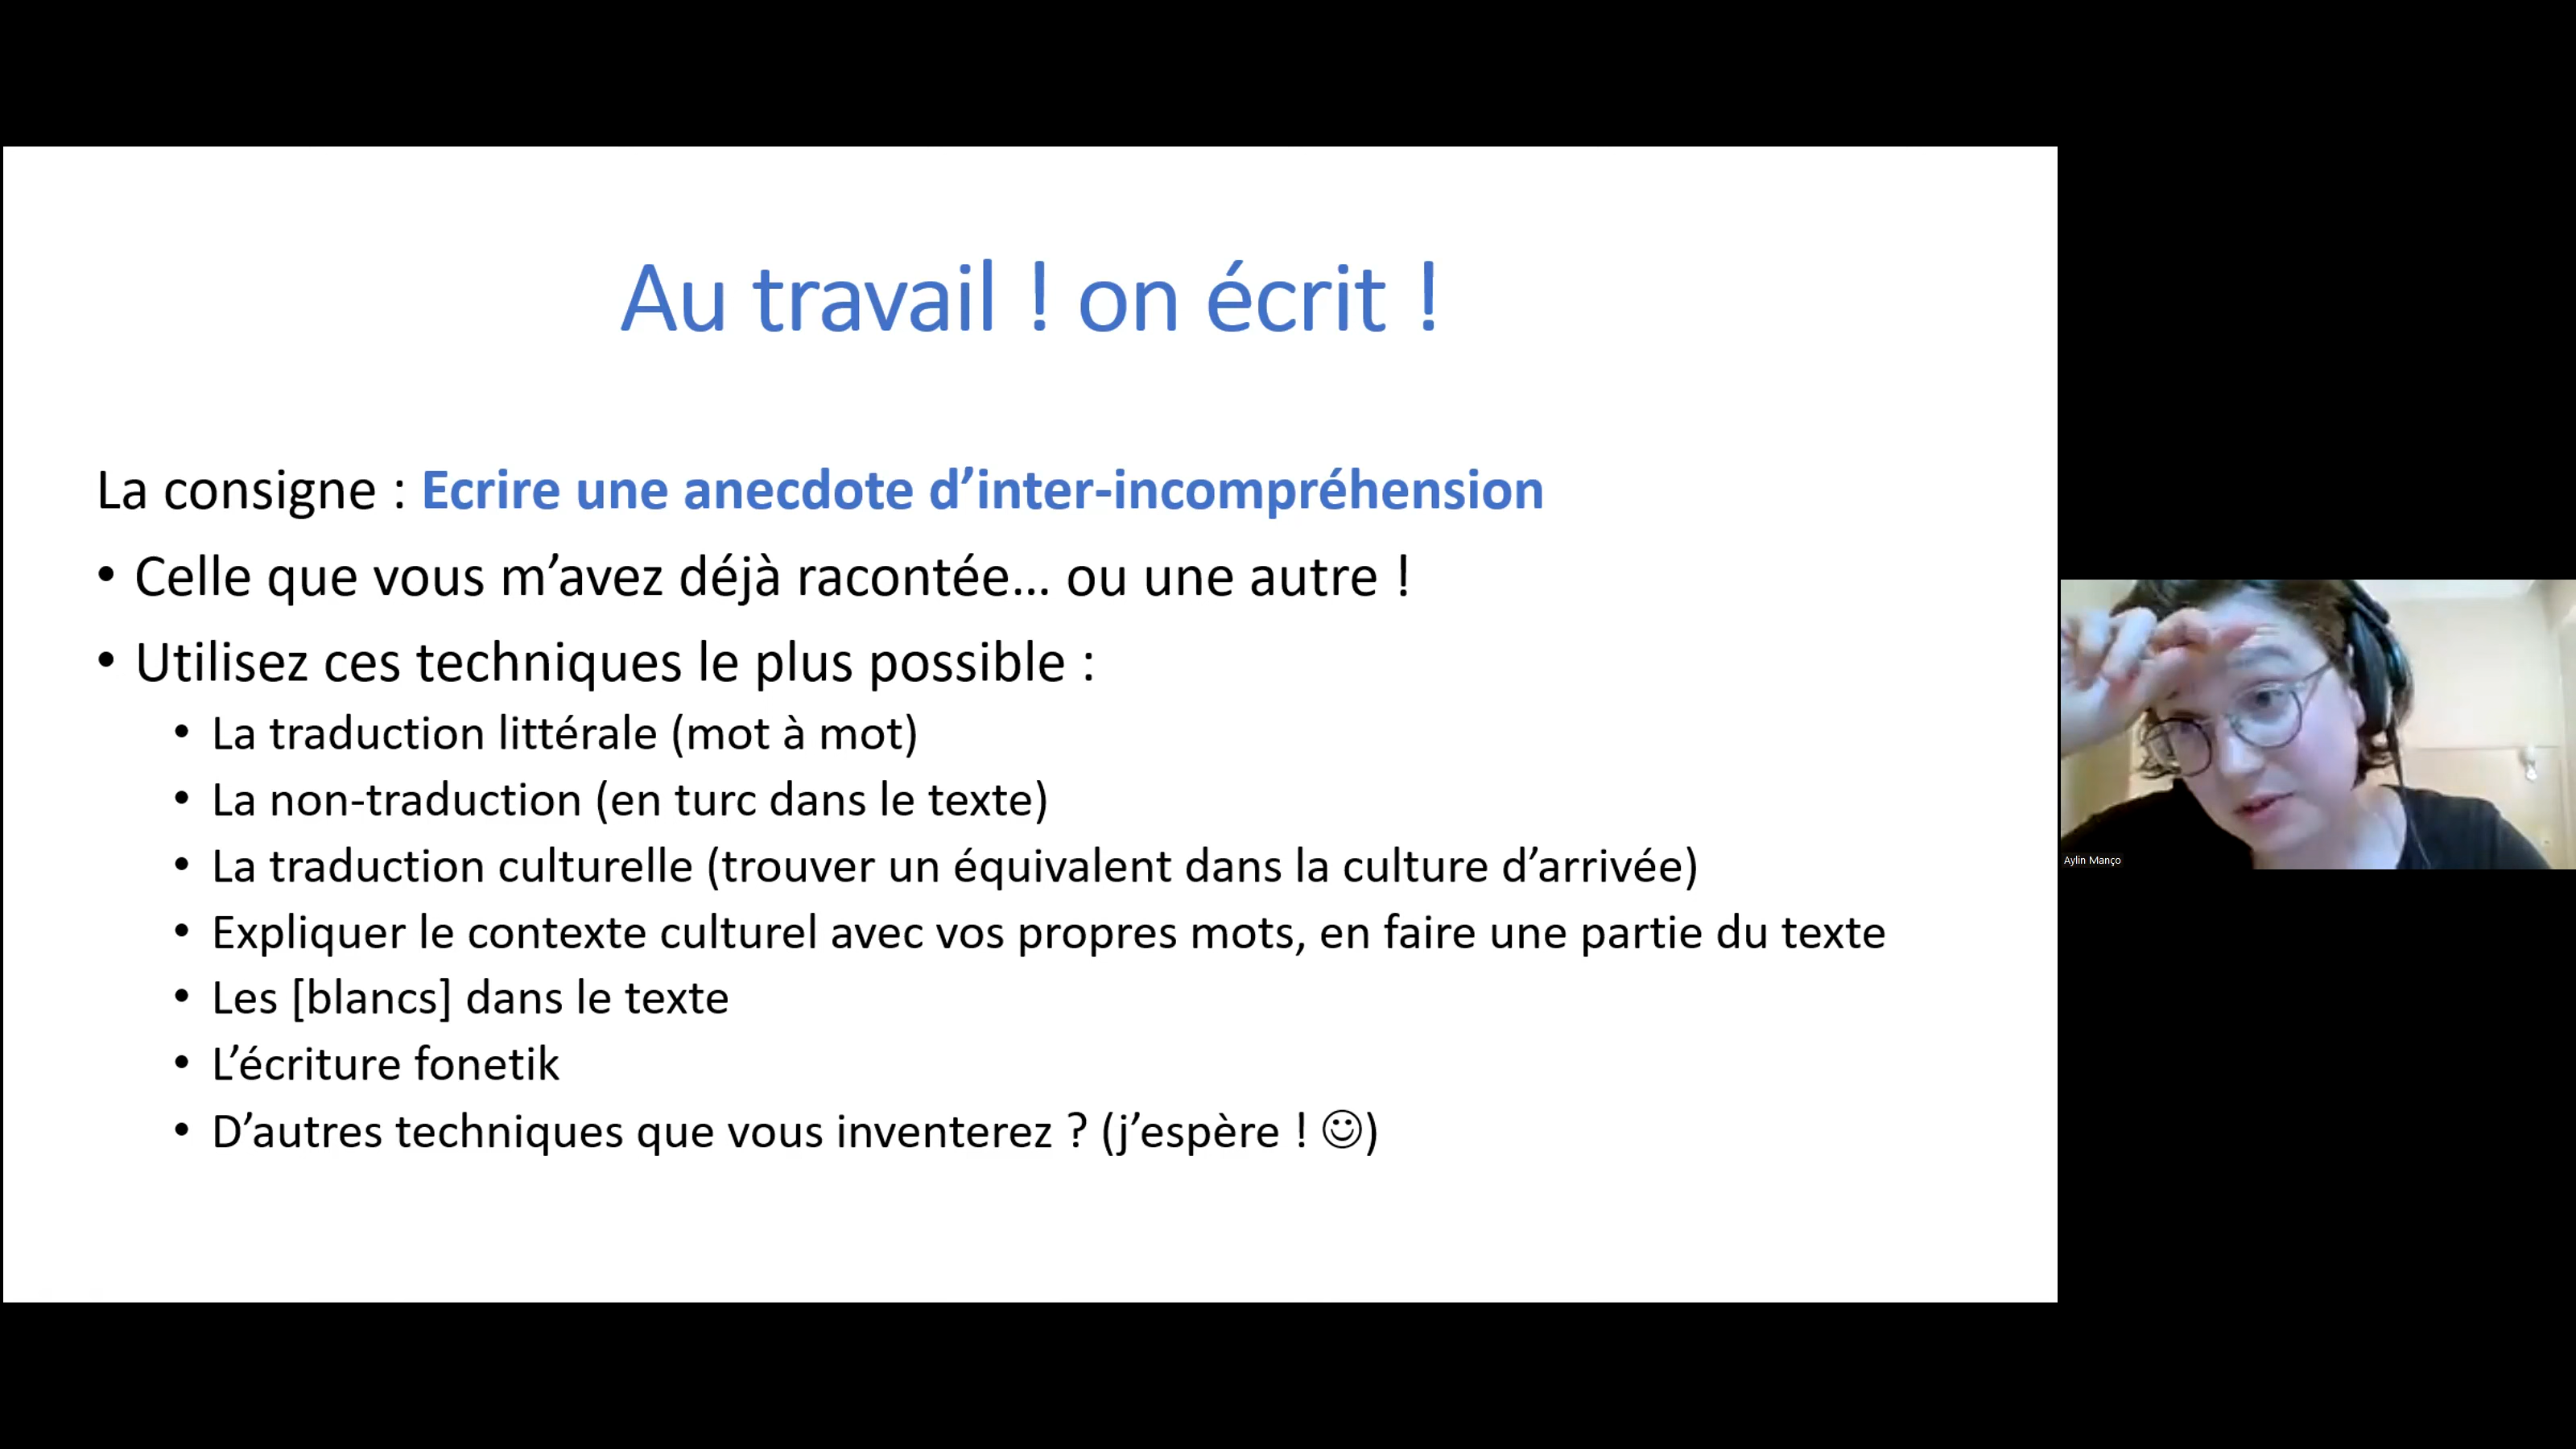 Au travail ! on écrit !
La consigne : Ecrire une anecdote d’inter-incompréhension
• Celle que vous m’avez déjà racontée… ou une autre !
• Utilisez ces techniques le plus possible :
• La traduction littérale (mot à mot)
• La non-traduction (en turc dans le texte)
• La traduction culturelle (trouver un équivalent dans la culture d’arrivée)
• Expliquer le contexte culturel avec vos propres mots, en faire une partie du texte
• Les [blancs] dans le texte
• L’écriture fonetik
• D’autres techniques que vous inventerez ? (j’espère ! ☺)
Aylin Manço